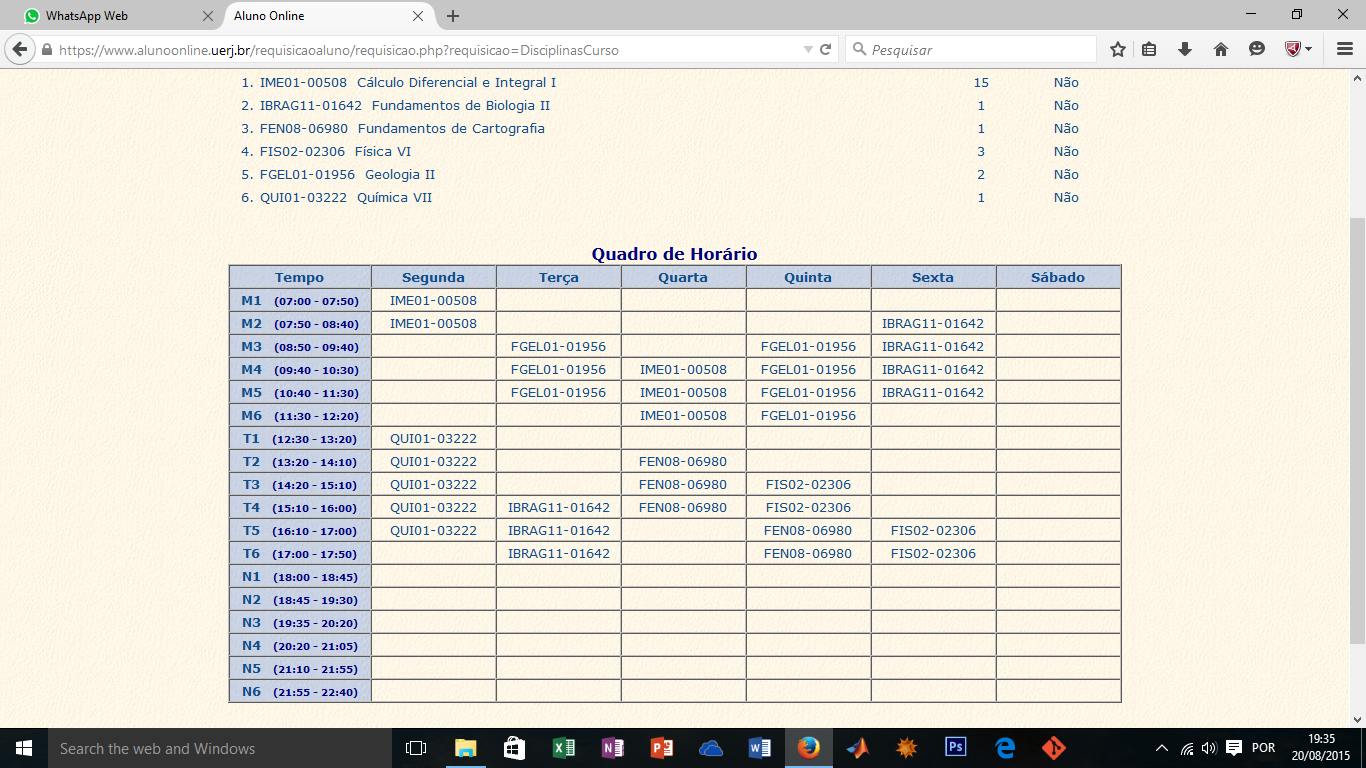 WhatsApp Web Aluno Online
https://www.alunoonline.uerj.br/requisicaoaluno/requisicao.php?requisicao=DisciplinasCurso Pesquisar
1. IME01-00508 Cálculo Diferencial e Integral I 15 Não
2. IBRAG11-01642 Fundamentos de Biologia II 1 Não
3. FEN08-06980 Fundamentos de Cartografia 1 Não
4. FIS02-02306 Física VI 3 Não
5. FGEL01-01956 Geologia II 2 Não
6. QUI01-03222 Química VII 1 Não
Quadro de Horário
Tempo Segunda Terça Quarta Quinta Sexta Sábado
M1 (07:00 - 07:50) IME01-00508
M2 (07:50 - 08:40) IME01-00508 IBRAG11-01642
M3 (08:50 - 09:40) FGEL01-01956 FGEL01-01956 IBRAG11-01642
M4 (09:40 - 10:30) FGEL01-01956 IME01-00508 FGEL01-01956 IBRAG11-01642
M5 (10:40 - 11:30) FGEL01-01956 IME01-00508 FGEL01-01956 IBRAG11-01642
M6 (11:30 - 12:20) IME01-00508 FGEL01-01956
T1 (12:30 - 13:20) QUI01-03222
T2 (13:20 - 14:10) QUI01-03222 FEN08-06980
T3 (14:20 - 15:10) QUI01-03222 FEN08-06980 FIS02-02306
T4 (15:10 - 16:00) QUI01-03222 IBRAG11-01642 FEN08-06980 FIS02-02306
T5 (16:10 - 17:00) QUI01-03222 IBRAG11-01642 FEN08-06980 FIS02-02306
T6 (17:00 - 17:50) IBRAG11-01642 FEN08-06980 FIS02-02306
N1 (18:00 - 18:45)
N2 (18:45 - 19:30)
N3 (19:35 - 20:20)
N4 (20:20 - 21:05)
N5 (21:10 - 21:55)
N6 (21:55 - 22:40)
Search the web and Windows Ps POR 19:35
20/08/2015